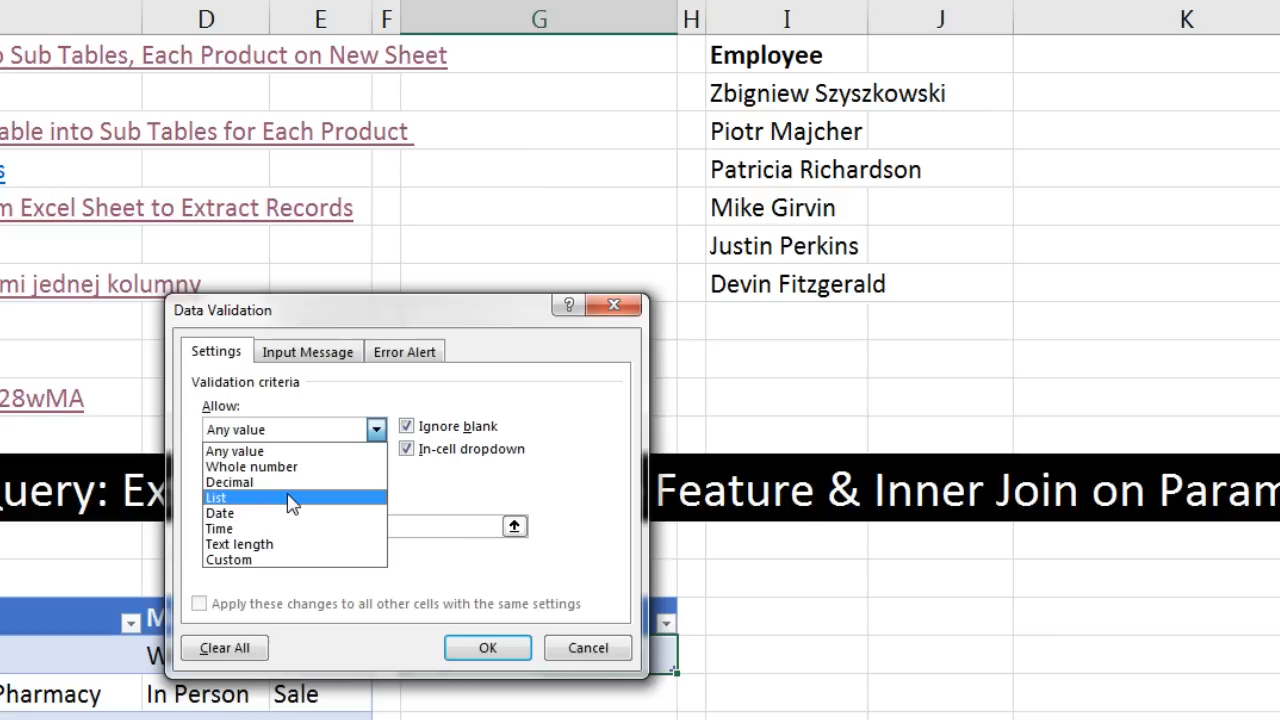 D E F G H I J K
o Sub Tables, Each Product on New Sheet
Employee
Zbigniew Szyszkowski
able into Sub Tables for Each Product
Piotr Majcher
s
Patricia Richardson
m Excel Sheet to Extract Records
Mike Girvin
Justin Perkins
mi jednej kolumny
Devin Fitzgerald
Data Validation
Settings Input Message Error Alert
Validation criteria
Allow:
Any value
Ignore blank
Any value
In-cell dropdown
Whole number
Decimal
List
Date
Time
Text length
Custom
28wMA
Query: Ex
Feature & Inner Join on Param
Apply these changes to all other cells with the same settings
Clear All OK Cancel
M
W
Pharmacy In Person Sale